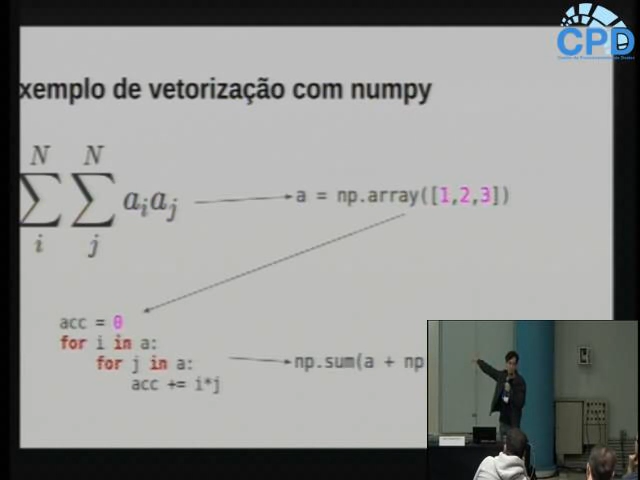 CPD
xemplo de vetorização com numpy
N N
∑ ∑ aᵢaⱼ
i j
a = np.array([1,2,3])
acc = 0
for i in a:
for j in a:
acc += i*j
np.sum(a + np